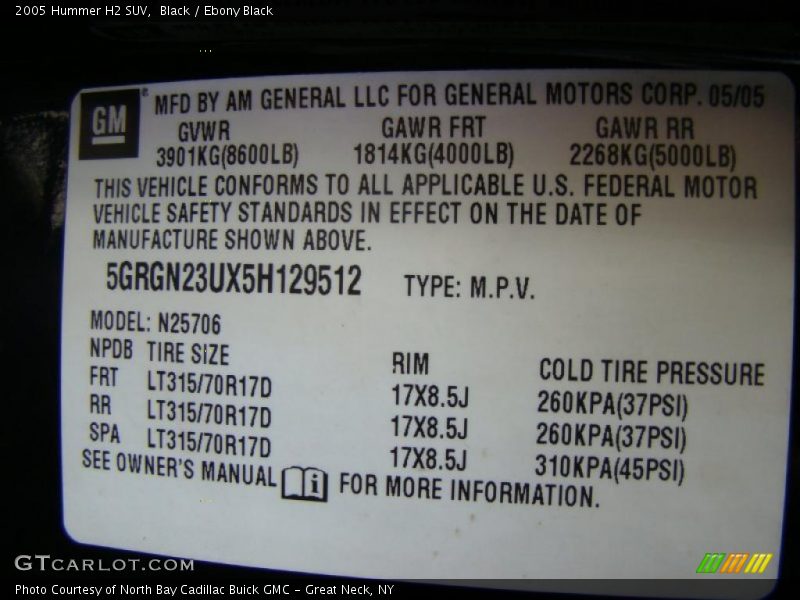 2005 Hummer H2 SUV,  Black / Ebony Black
GM® MFD BY AM GENERAL LLC FOR GENERAL MOTORS CORP. 05/05
GVWR GAWR FRT GAWR RR
3901KG(8600LB) 1814KG(4000LB) 2268KG(5000LB)
THIS VEHICLE CONFORMS TO ALL APPLICABLE U.S. FEDERAL MOTOR
VEHICLE SAFETY STANDARDS IN EFFECT ON THE DATE OF
MANUFACTURE SHOWN ABOVE.
5GRGN23UX5H129512 TYPE: M.P.V.
MODEL: N25706
NPDB TIRE SIZE RIM COLD TIRE PRESSURE
FRT LT315/70R17D 17X8.5J 260KPA(37PSI)
RR LT315/70R17D 17X8.5J 260KPA(37PSI)
SPA LT315/70R17D 17X8.5J 310KPA(45PSI)
SEE OWNER'S MANUAL i FOR MORE INFORMATION.
GTCARLOT.COM
Photo Courtesy of North Bay Cadillac Buick GMC – Great Neck, NY